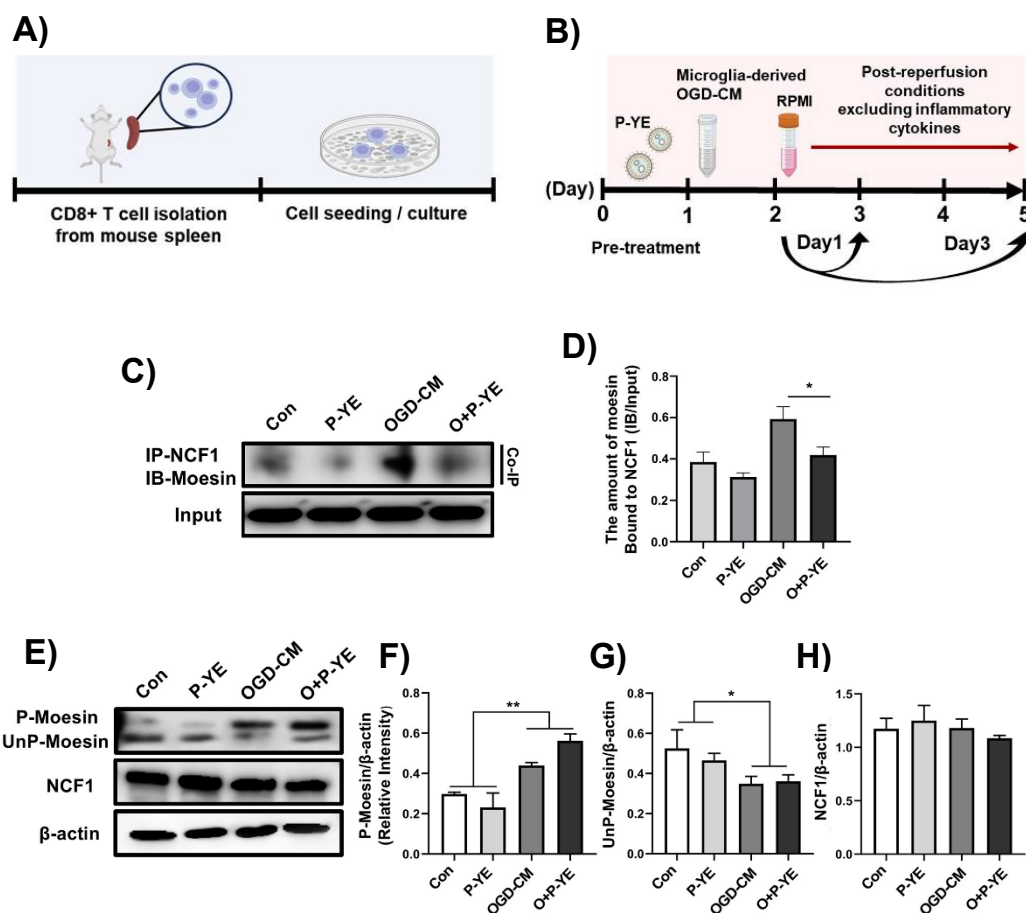 A)
CD8+ T cell isolation
from mouse spleen
Cell seeding / culture
B)
P-YE
Microglia-derived
OGD-CM
RPMI
Post-reperfusion
conditions
excluding inflammatory
cytokines
(Day)
0
1
2
3
4
5
Pre-treatment
Day1
Day3
C)
Con
P-YE
OGD-CM
O+P-YE
IP-NCF1
IB-Moesin
Co-IP
Input
D)
The amount of moesin
Bound to NCF1 (IB/Input)
0.8
0.6
0.4
0.2
0.0
*
Con
P-YE
OGD-CM
O+P-YE
E)
Con
P-YE
OGD-CM
O+P-YE
P-Moesin
UnP-Moesin
NCF1
β-actin
F)
P-Moesin/β-actin
(Relative Intensity)
0.8
0.6
0.4
0.2
0.0
**
Con
P-YE
OGD-CM
O+P-YE
G)
UnP-Moesin/β-actin
0.8
0.6
0.4
0.2
0.0
*
Con
P-YE
OGD-CM
O+P-YE
H)
NCF1/β-actin
1.5
1.0
0.5
0.0
Con
P-YE
OGD-CM
O+P-YE